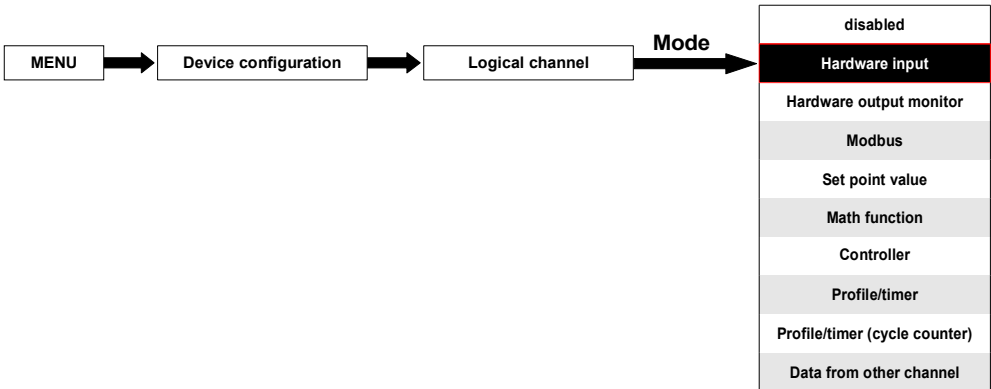 MENU
Device configuration
Logical channel
Mode
disabled
Hardware input
Hardware output monitor
Modbus
Set point value
Math function
Controller
Profile/timer
Profile/timer (cycle counter)
Data from other channel